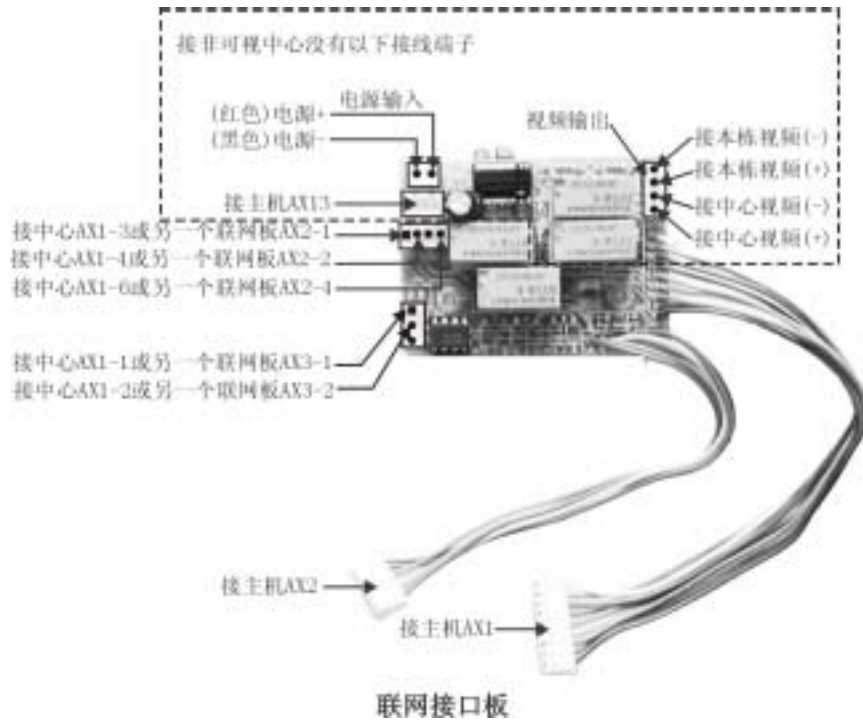 接非可视中心没有以下接线端子
电源输入
(红色)电源+
(黑色)电源-
视频输出
接本栋视频(-)
接本栋视频(+)
接中心视频(-)
接中心视频(+)
接主机AX13
接中心AX1-3或另一个联网板AX2-1
接中心AX1-4或另一个联网板AX2-2
接中心AX1-6或另一个联网板AX2-4
接中心AX1-1或另一个联网板AX3-1
接中心AX1-2或另一个联网板AX3-2
接主机AX2
接主机AX1
联网接口板